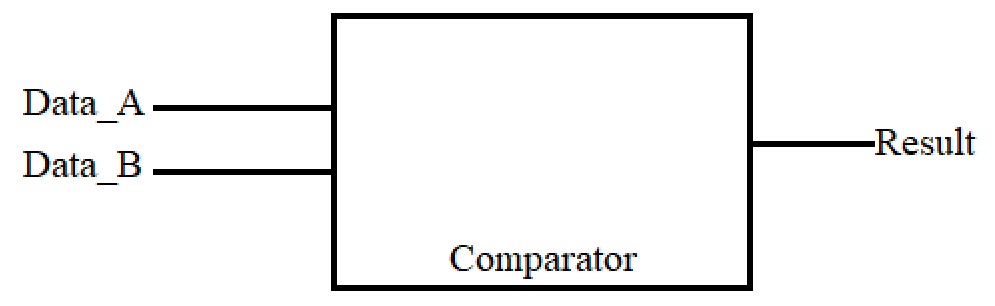 Data_A
Data_B
Result
Comparator